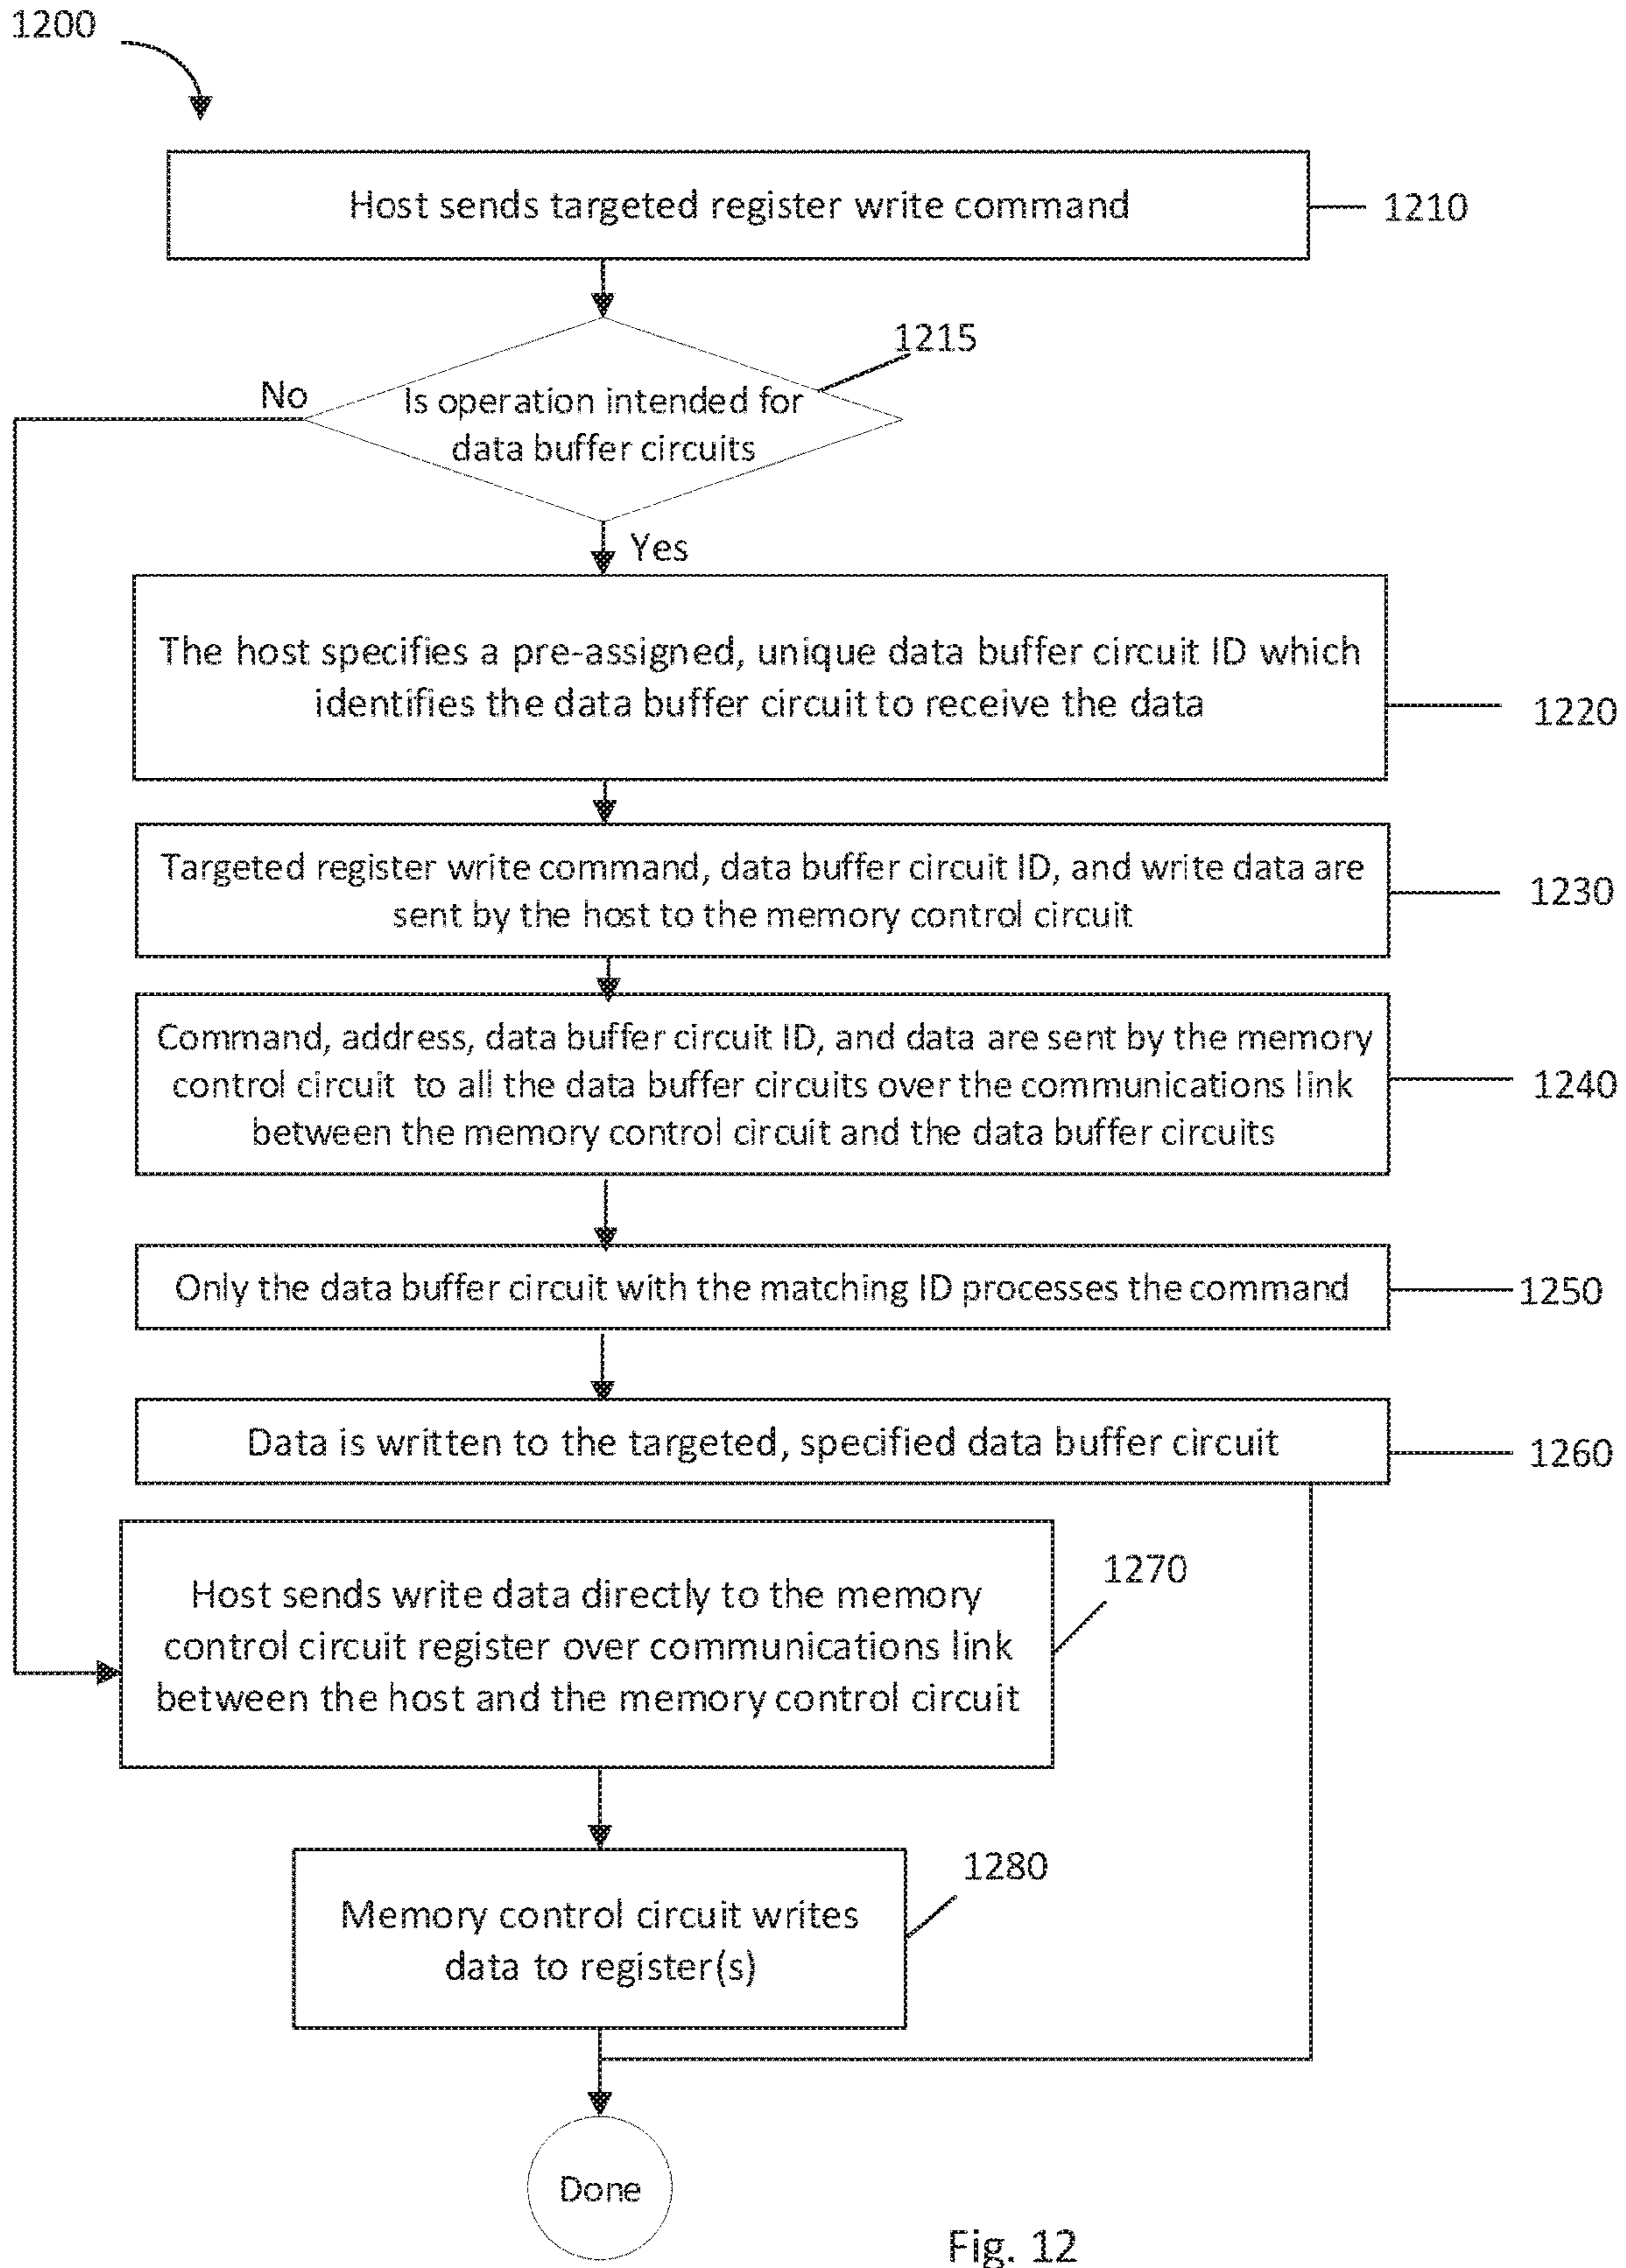 1200
Host sends targeted register write command
1210
1215
No
Is operation intended for
data buffer circuits
Yes
The host specifies a pre-assigned, unique data buffer circuit ID which
identifies the data buffer circuit to receive the data
1220
Targeted register write command, data buffer circuit ID, and write data are
sent by the host to the memory control circuit
1230
Command, address, data buffer circuit ID, and data are sent by the memory
control circuit to all the data buffer circuits over the communications link
between the memory control circuit and the data buffer circuits
1240
Only the data buffer circuit with the matching ID processes the command
1250
Data is written to the targeted, specified data buffer circuit
1260
Host sends write data directly to the memory
control circuit register over communications link
between the host and the memory control circuit
1270
Memory control circuit writes
data to register(s)
1280
Done
Fig. 12